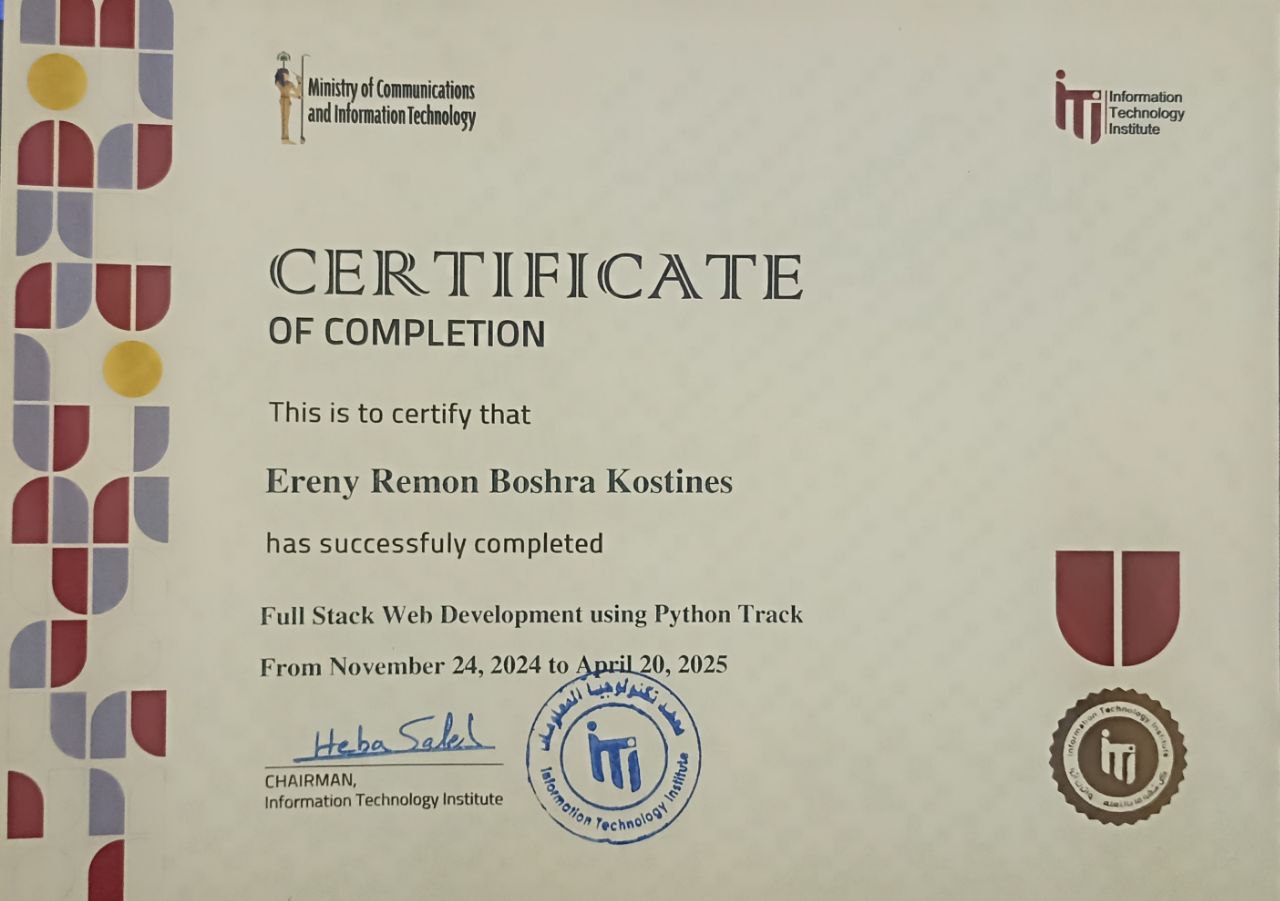 Ministry of Communications
and Information Technology
iTi
Information
Technology
Institute
CERTIFICATE
OF COMPLETION
This is to certify that
Ereny Remon Boshra Kostines
has successfuly completed
Full Stack Web Development using Python Track
From November 24, 2024 to April 20, 2025
Heba Saleh
CHAIRMAN,
Information Technology Institute
معهد تكنولوجيا المعلومات
iTi
Information Technology Institute
Information Technology Institute
iTi